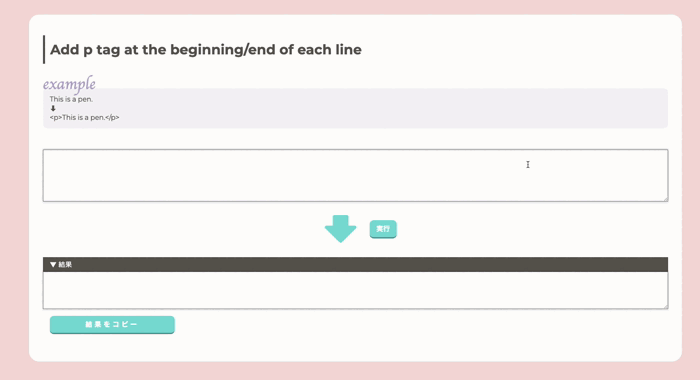 Add p tag at the beginning/end of each line
example
This is a pen.
⬇
<p>This is a pen.</p>
実行
▼ 結果
結果をコピー